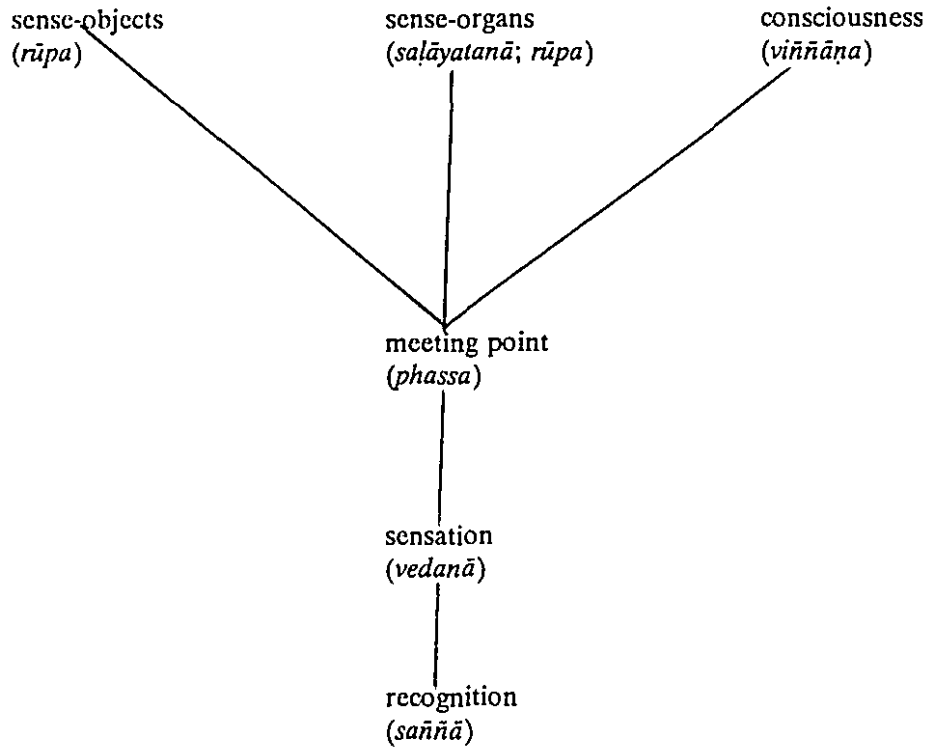 sense-objects
(rūpa)
sense-organs
(saḷāyatanā; rūpa)
consciousness
(viññāṇa)
meeting point
(phassa)
sensation
(vedanā)
recognition
(saññā)